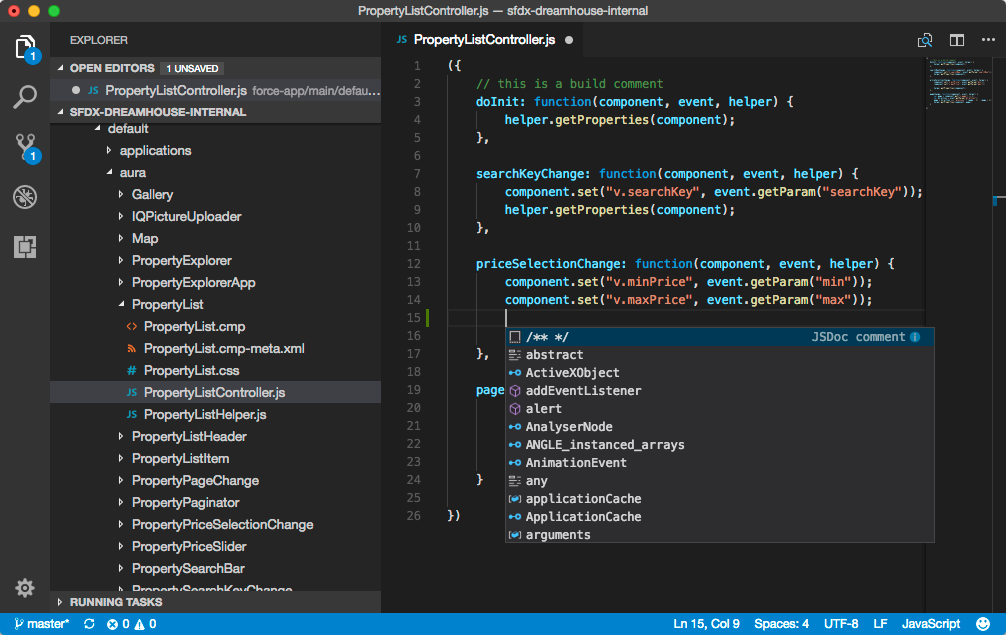 PropertyListController.js — sfdx-dreamhouse-internal
1
1
EXPLORER
OPEN EDITORS 1 UNSAVED
JS PropertyListController.js force-app/main/defau...
SFDX-DREAMHOUSE-INTERNAL
default
applications
aura
Gallery
IQPictureUploader
Map
PropertyExplorer
PropertyExplorerApp
PropertyList
<> PropertyList.cmp
PropertyList.cmp-meta.xml
# PropertyList.css
JS PropertyListController.js
JS PropertyListHelper.js
PropertyListHeader
PropertyListItem
PropertyPageChange
PropertyPaginator
PropertyPriceSelectionChange
PropertyPriceSlider
PropertySearchBar
PropertySearchKeyChange
RUNNING TASKS
JS PropertyListController.js
1 ({
2 // this is a build comment
3 doInit: function(component, event, helper) {
4 helper.getProperties(component);
5 },
6
7 searchKeyChange: function(component, event, helper) {
8 component.set("v.searchKey", event.getParam("searchKey"));
9 helper.getProperties(component);
10 },
11
12 priceSelectionChange: function(component, event, helper) {
13 component.set("v.minPrice", event.getParam("min"));
14 component.set("v.maxPrice", event.getParam("max"));
15
16
17 },
18
19 page
20
21
22
23
24 }
25
26 })
/** */ JSDoc comment
abstract
ActiveXObject
addEventListener
alert
AnalyserNode
ANGLE_instanced_arrays
AnimationEvent
any
applicationCache
ApplicationCache
arguments
master* 0 0 Ln 15, Col 9 Spaces: 4 UTF-8 LF JavaScript